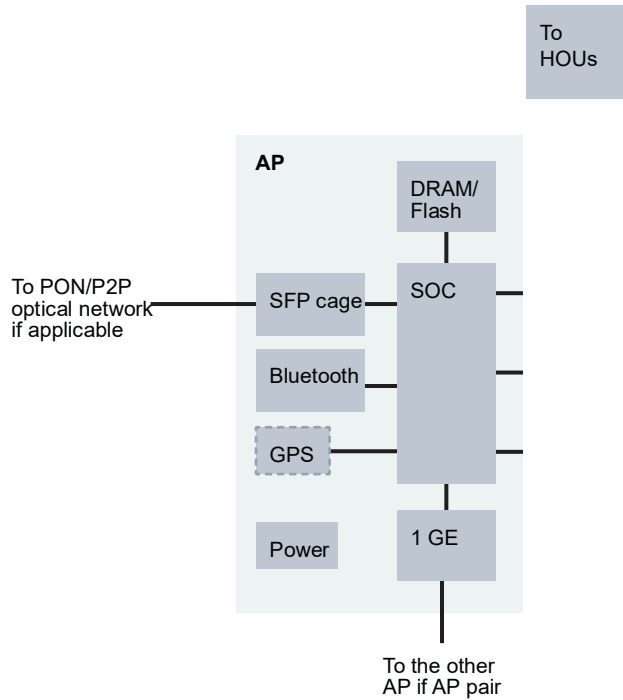 To
HOUs
AP
DRAM/
Flash
To PON/P2P
optical network
if applicable
SFP cage
SOC
Bluetooth
GPS
Power
1 GE
To the other
AP if AP pair